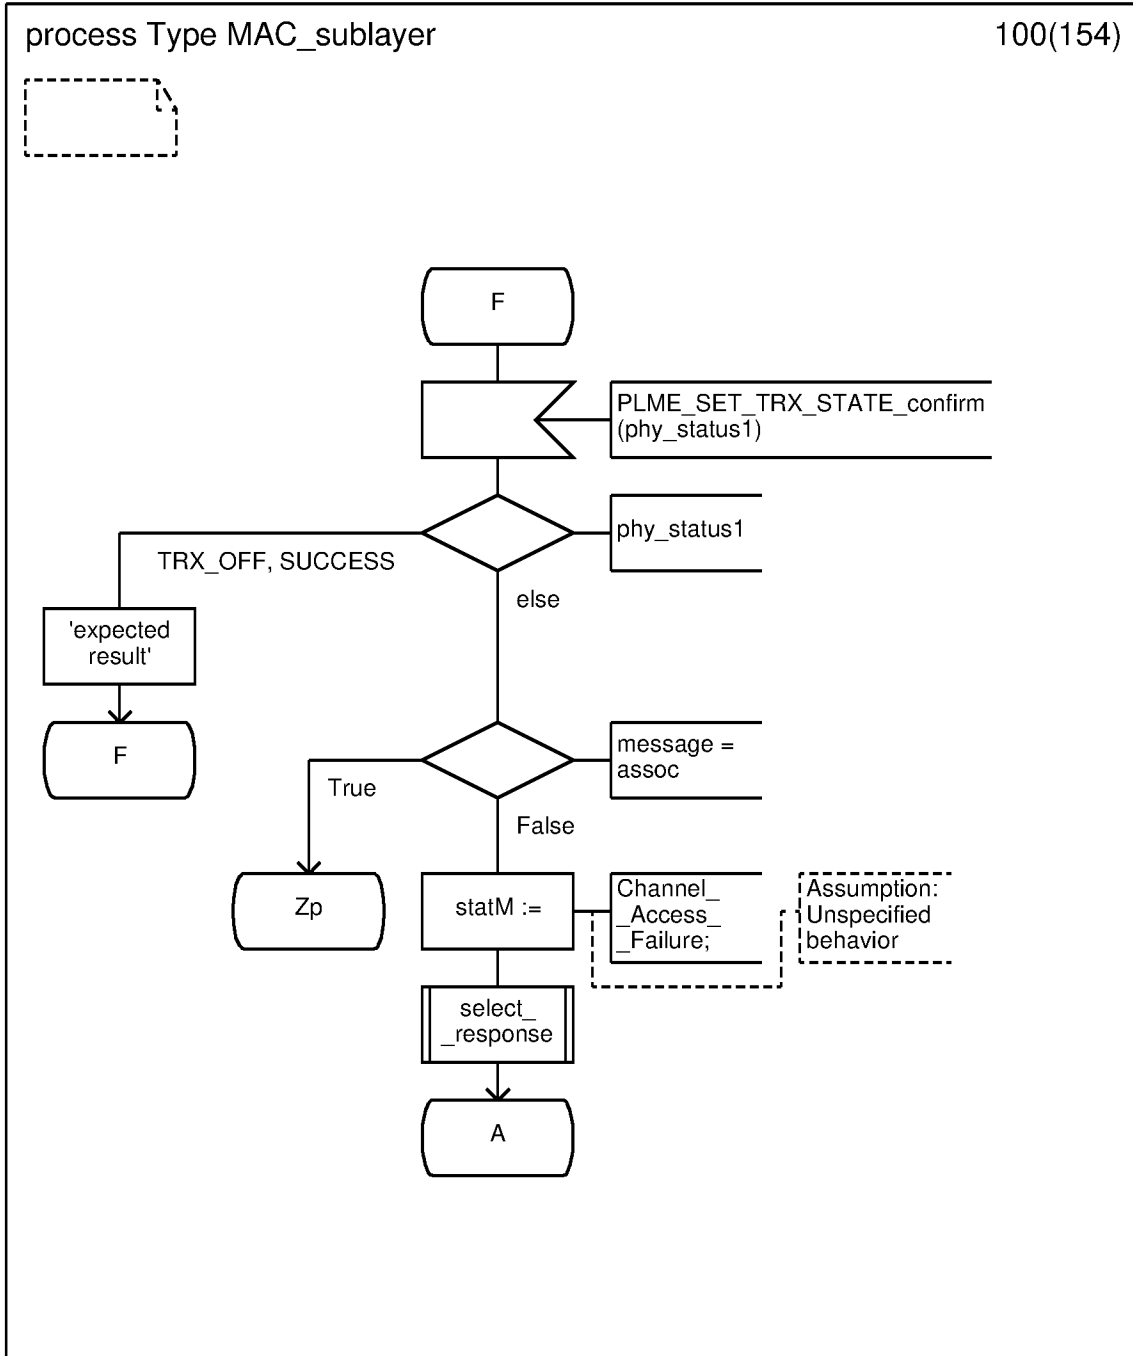 process Type MAC_sublayer
100(154)
F
PLME_SET_TRX_STATE_confirm
(phy_status1)
phy_status1
TRX_OFF, SUCCESS
else
'expected
result'
F
message =
assoc
True
False
Zp
statM :=
Channel_
_Access_
_Failure;
Assumption:
Unspecified
behavior
select_
_response
A